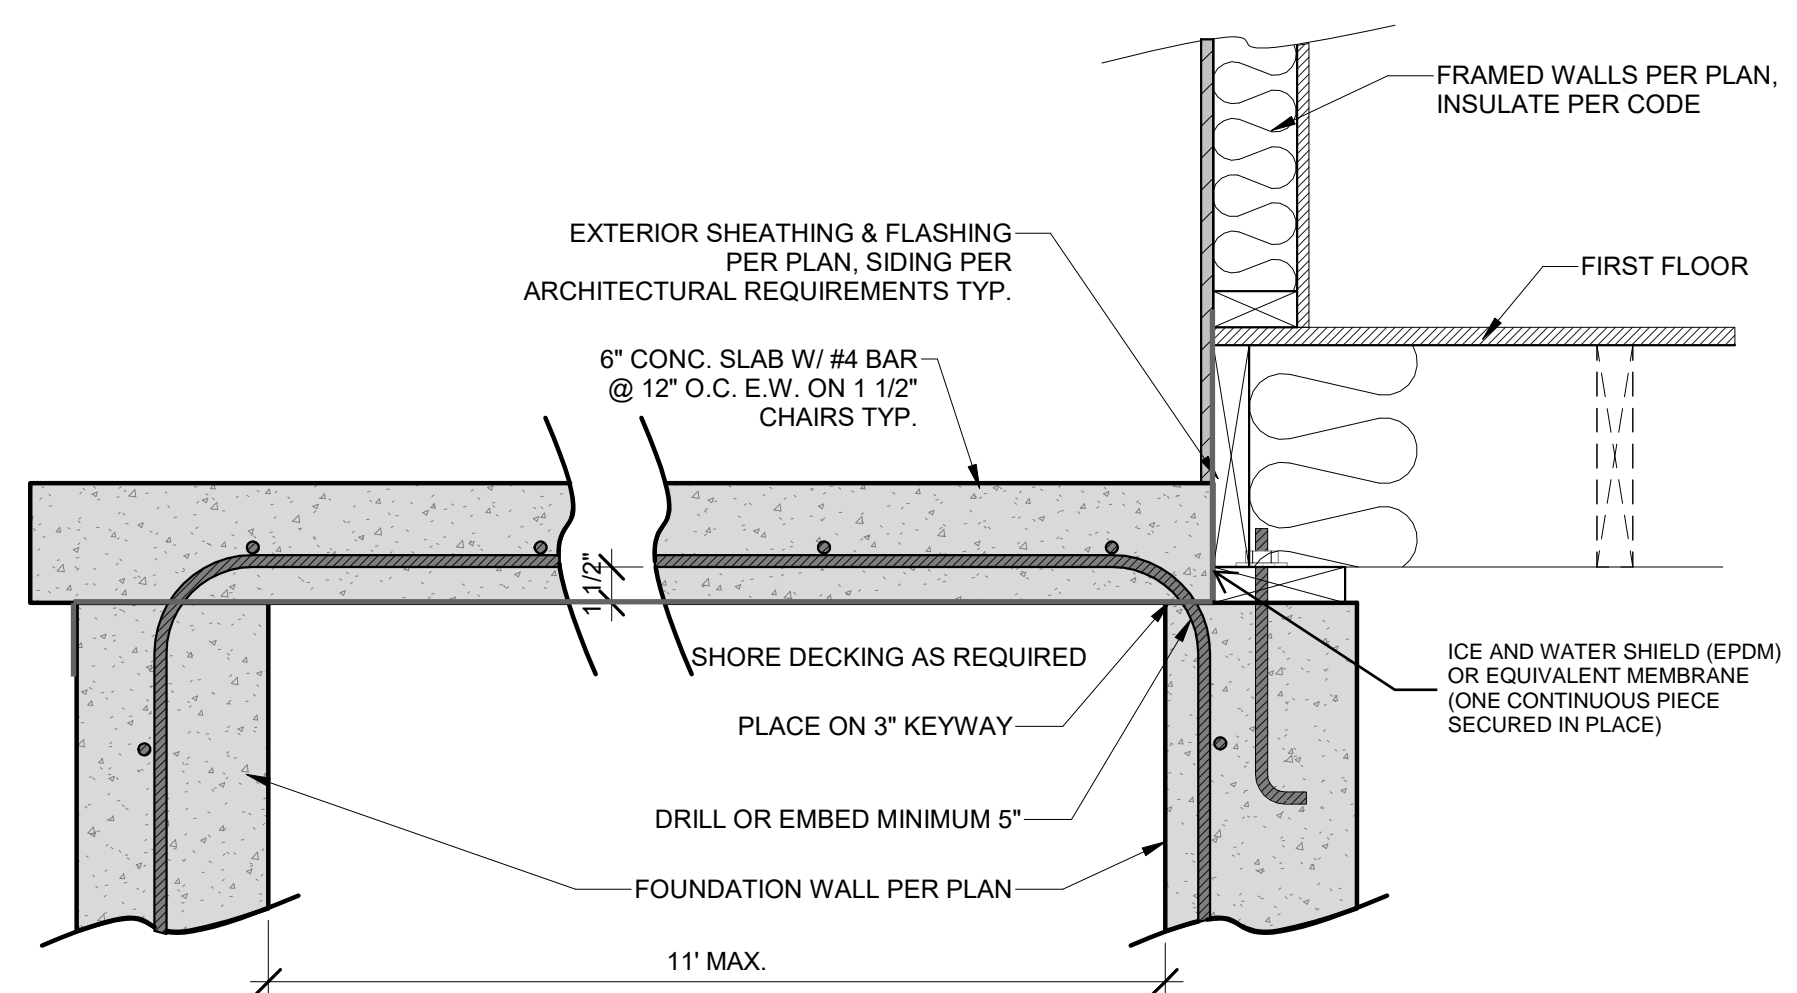 FRAMED WALLS PER PLAN,
INSULATE PER CODE
EXTERIOR SHEATHING & FLASHING
PER PLAN, SIDING PER
ARCHITECTURAL REQUIREMENTS TYP.
FIRST FLOOR
6" CONC. SLAB W/ #4 BAR
@ 12" O.C. E.W. ON 1 1/2"
CHAIRS TYP.
1 1/2"
SHORE DECKING AS REQUIRED
ICE AND WATER SHIELD (EPDM)
OR EQUIVALENT MEMBRANE
(ONE CONTINUOUS PIECE
SECURED IN PLACE)
PLACE ON 3" KEYWAY
DRILL OR EMBED MINIMUM 5"
FOUNDATION WALL PER PLAN
11' MAX.